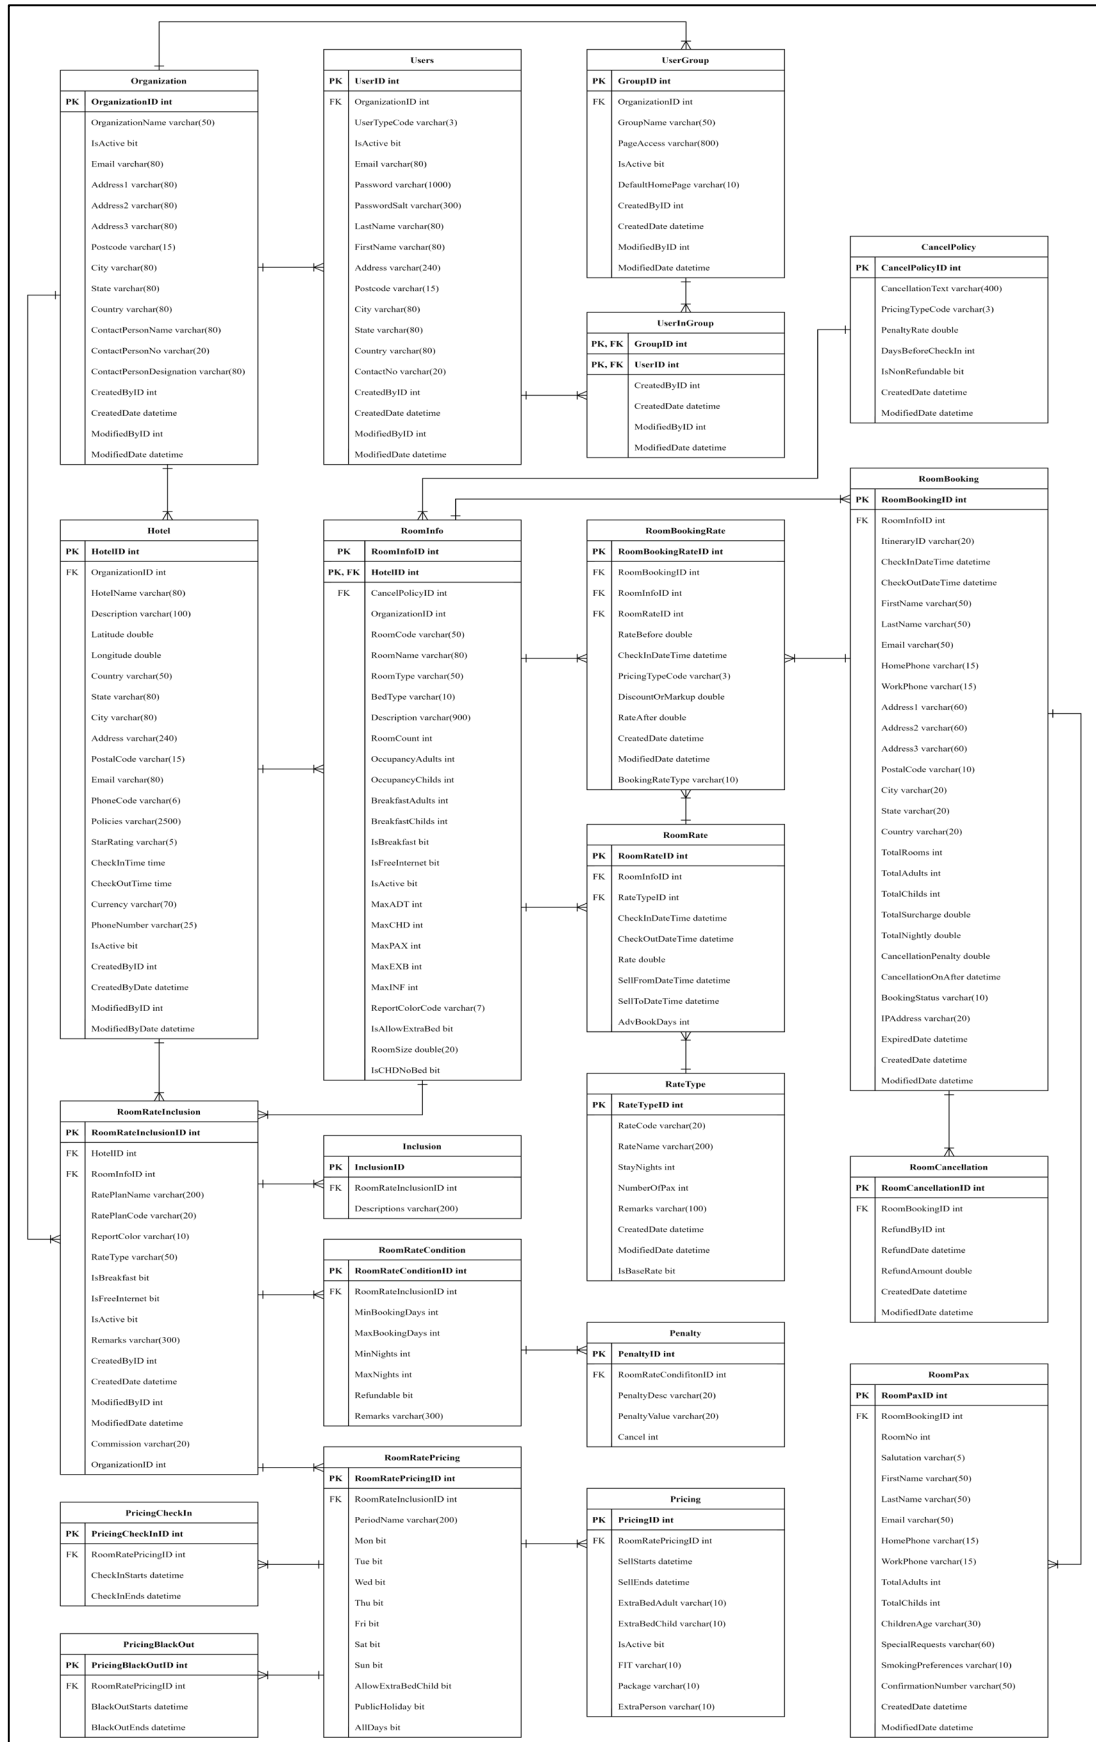 Organization
PK OrganizationID int
OrganizationName varchar(50)
IsActive bit
Email varchar(80)
Address1 varchar(80)
Address2 varchar(80)
Address3 varchar(80)
Postcode varchar(15)
City varchar(80)
State varchar(80)
Country varchar(80)
ContactPersonName varchar(80)
ContactPersonNo varchar(20)
ContactPersonDesignation varchar(80)
CreatedByID int
CreatedDate datetime
ModifiedByID int
ModifiedDate datetime
Users
PK UserID int
FK OrganizationID int
UserTypeCode varchar(3)
IsActive bit
Email varchar(80)
Password varchar(1000)
PasswordSalt varchar(300)
LastName varchar(80)
FirstName varchar(80)
Address varchar(240)
Postcode varchar(15)
City varchar(80)
State varchar(80)
Country varchar(80)
ContactNo varchar(20)
CreatedByID int
CreatedDate datetime
ModifiedByID int
ModifiedDate datetime
UserGroup
PK GroupID int
FK OrganizationID int
GroupName varchar(50)
PageAccess varchar(800)
IsActive bit
DefaultHomePage varchar(10)
CreatedByID int
CreatedDate datetime
ModifiedByID int
ModifiedDate datetime
UserInGroup
PK, FK GroupID int
PK, FK UserID int
CreatedByID int
CreatedDate datetime
ModifiedByID int
ModifiedDate datetime
CancelPolicy
PK CancelPolicyID int
CancellationText varchar(400)
PricingTypeCode varchar(3)
PenaltyRate double
DaysBeforeCheckIn int
IsNonRefundable bit
CreatedDate datetime
ModifiedDate datetime
Hotel
PK HotelID int
FK OrganizationID int
HotelName varchar(80)
Description varchar(100)
Latitude double
Longitude double
Country varchar(50)
State varchar(80)
City varchar(80)
Address varchar(240)
PostalCode varchar(15)
Email varchar(80)
PhoneCode varchar(6)
Policies varchar(2500)
StarRating varchar(5)
CheckInTime time
CheckOutTime time
Currency varchar(70)
PhoneNumber varchar(25)
IsActive bit
CreatedByID int
CreatedByDate datetime
ModifiedByID int
ModifiedByDate datetime
RoomInfo
PK RoomInfoID int
PK, FK HotelID int
FK CancelPolicyID int
OrganizationID int
RoomCode varchar(50)
RoomName varchar(80)
RoomType varchar(50)
BedType varchar(10)
Description varchar(900)
RoomCount int
OccupancyAdults int
OccupancyChilds int
BreakfastAdults int
BreakfastChilds int
IsBreakfast bit
IsFreeInternet bit
IsActive bit
MaxADT int
MaxCHD int
MaxPAX int
MaxEXB int
MaxINF int
ReportColorCode varchar(7)
IsAllowExtraBed bit
RoomSize double(20)
IsCHDNoBed bit
RoomBookingRate
PK RoomBookingRateID int
FK RoomBookingID int
FK RoomInfoID int
FK RoomRateID int
RateBefore double
CheckInDateTime datetime
PricingTypeCode varchar(3)
DiscountOrMarkup double
RateAfter double
CreatedDate datetime
ModifiedDate datetime
BookingRateType varchar(10)
RoomRate
PK RoomRateID int
FK RoomInfoID int
FK RateTypeID int
CheckInDateTime datetime
CheckOutDateTime datetime
Rate double
SellFromDateTime datetime
SellToDateTime datetime
AdvBookDays int
RateType
PK RateTypeID int
RateCode varchar(20)
RateName varchar(200)
StayNights int
NumberOfPax int
Remarks varchar(100)
CreatedDate datetime
ModifiedDate datetime
IsBaseRate bit
RoomBooking
PK RoomBookingID int
FK RoomInfoID int
ItineraryID varchar(20)
CheckInDateTime datetime
CheckOutDateTime datetime
FirstName varchar(50)
LastName varchar(50)
Email varchar(50)
HomePhone varchar(15)
WorkPhone varchar(15)
Address1 varchar(60)
Address2 varchar(60)
Address3 varchar(60)
PostalCode varchar(10)
City varchar(20)
State varchar(20)
Country varchar(20)
TotalRooms int
TotalAdults int
TotalChilds int
TotalSurcharge double
TotalNightly double
CancellationPenalty double
CancellationOnAfter datetime
BookingStatus varchar(10)
IPAddress varchar(20)
ExpiredDate datetime
CreatedDate datetime
ModifiedDate datetime
RoomRateInclusion
PK RoomRateInclusionID int
FK HotelID int
FK RoomInfoID int
RatePlanName varchar(200)
RatePlanCode varchar(20)
ReportColor varchar(10)
RateType varchar(50)
IsBreakfast bit
IsFreeInternet bit
IsActive bit
Remarks varchar(300)
CreatedByID int
CreatedDate datetime
ModifiedByID int
ModifiedDate datetime
Commission varchar(20)
OrganizationID int
Inclusion
PK InclusionID
FK RoomRateInclusionID int
Descriptions varchar(200)
RoomRateCondition
PK RoomRateConditionID int
FK RoomRateInclusionID int
MinBookingDays int
MaxBookingDays int
MinNights int
MaxNights int
Refundable bit
Remarks varchar(300)
Penalty
PK PenaltyID int
FK RoomRateCondifitonID int
PenaltyDesc varchar(20)
PenaltyValue varchar(20)
Cancel int
RoomCancellation
PK RoomCancellationID int
FK RoomBookingID int
RefundByID int
RefundDate datetime
RefundAmount double
CreatedDate datetime
ModifiedDate datetime
RoomPax
PK RoomPaxID int
FK RoomBookingID int
RoomNo int
Salutation varchar(5)
FirstName varchar(50)
LastName varchar(50)
Email varchar(50)
HomePhone varchar(15)
WorkPhone varchar(15)
TotalAdults int
TotalChilds int
ChildrenAge varchar(30)
SpecialRequests varchar(60)
SmokingPreferences varchar(10)
ConfirmationNumber varchar(50)
CreatedDate datetime
ModifiedDate datetime
RoomRatePricing
PK RoomRatePricingID int
FK RoomRateInclusionID int
PeriodName varchar(200)
Mon bit
Tue bit
Wed bit
Thu bit
Fri bit
Sat bit
Sun bit
AllowExtraBedChild bit
PublicHoliday bit
AllDays bit
PricingCheckIn
PK PricingCheckInID int
FK RoomRatePricingID int
CheckInStarts datetime
CheckInEnds datetime
PricingBlackOut
PK PricingBlackOutID int
FK RoomRatePricingID int
BlackOutStarts datetime
BlackOutEnds datetime
Pricing
PK PricingID int
FK RoomRatePricingID int
SellStarts datetime
SellEnds datetime
ExtraBedAdult varchar(10)
ExtraBedChild varchar(10)
IsActive bit
FIT varchar(10)
Package varchar(10)
ExtraPerson varchar(10)